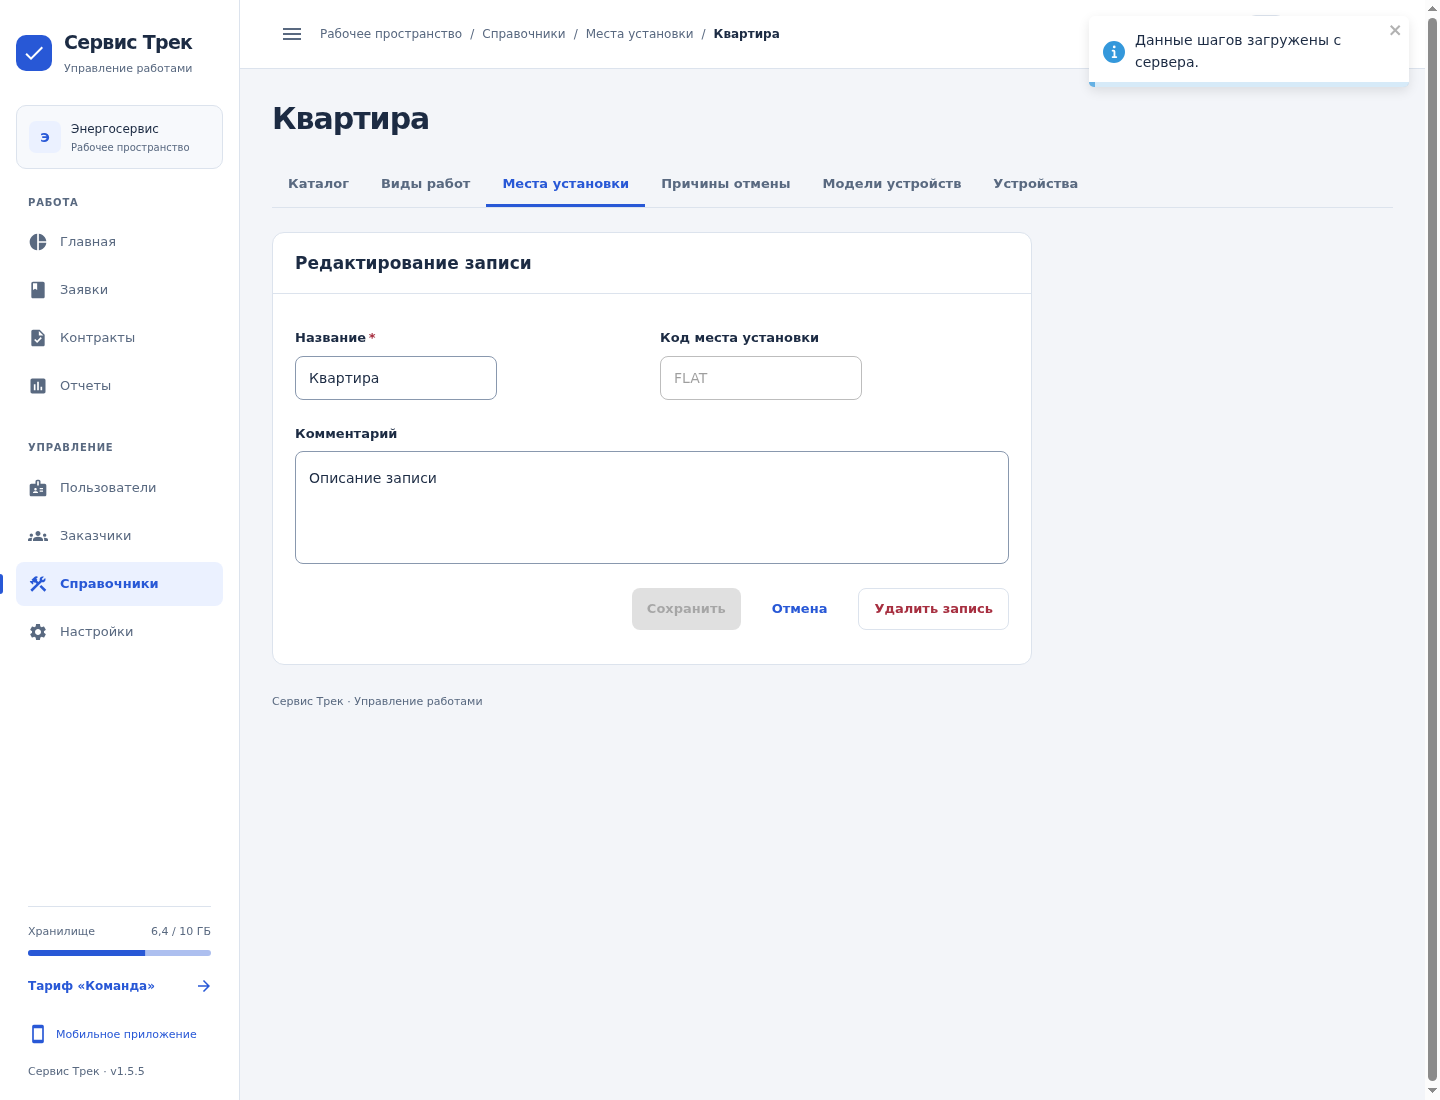 Сервис Трек
Управление работами
Э
Энергосервис
Рабочее пространство
РАБОТА
Главная
Заявки
Контракты
Отчеты
УПРАВЛЕНИЕ
Пользователи
Заказчики
Справочники
Настройки
Хранилище 6,4 / 10 ГБ
Тариф «Команда»
Мобильное приложение
Сервис Трек · v1.5.5
Рабочее пространство / Справочники / Места установки / Квартира
Данные шагов загружены с
сервера.
Квартира
Каталог Виды работ Места установки Причины отмены Модели устройств Устройства
Редактирование записи
Название * Код места установки
Квартира FLAT
Комментарий
Описание записи
Сохранить Отмена Удалить запись
Сервис Трек · Управление работами